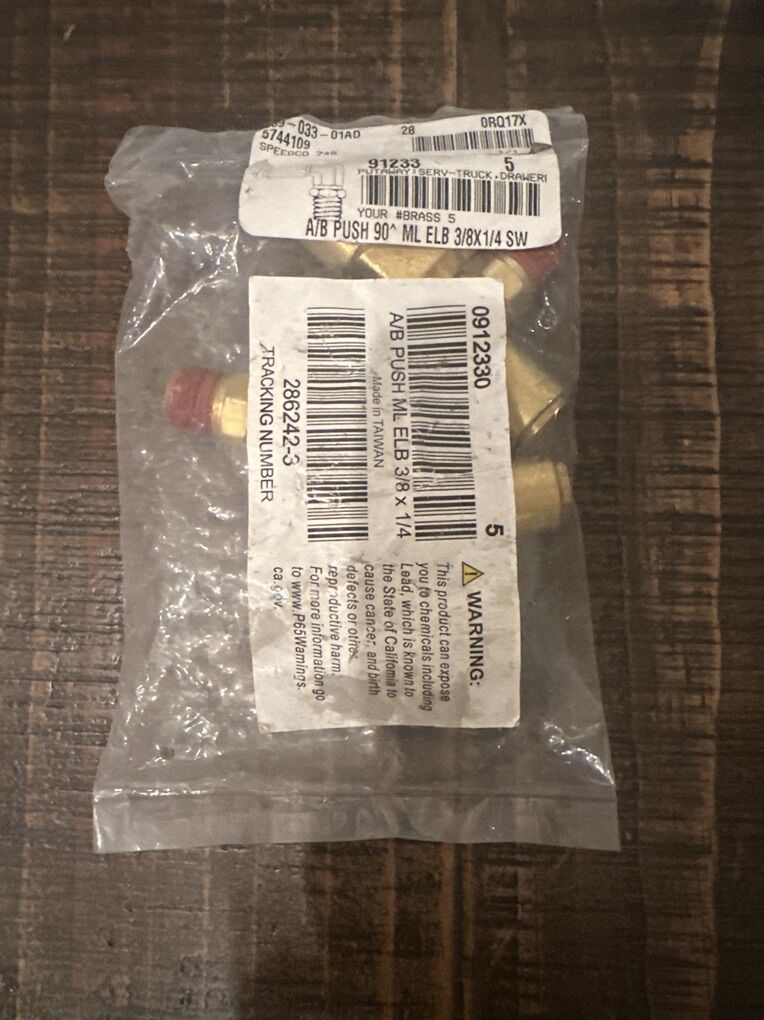 -033-01AD
28
0RQ17X
5744109
SPEEDCO
91233
5
PUTAWAY:SERV-TRUCK,DRAWER
YOUR #BRASS 5
A/B PUSH 90^ ML ELB 3/8X1/4 SW
0912330
5
A/B PUSH ML ELB 3/8 x 1/4
Made in TAIWAN
286242-3
TRACKING NUMBER
WARNING:
This product can expose
you to chemicals including
Lead, which is known to
the State of California to
cause cancer, and birth
defects or other
reproductive harm.
For more information go
to www.P65Warnings.
ca.gov.